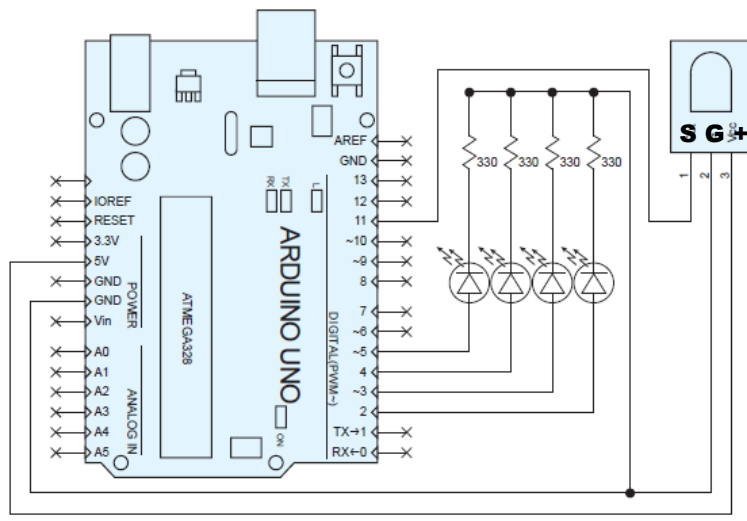 AREF
GND
13
12
11
~10
~9
8
7
~6
~5
4
~3
2
TX→1
RX←0
IOREF
RESET
3.3V
5V
GND
GND
Vin
A0
A1
A2
A3
A4
A5
POWER
ANALOG IN
ATMEGA328
RX
TX
L
ARDUINO UNO
DIGITAL(PWM~)
ON
330
330
330
330
S G +
Vcc
1
2
3